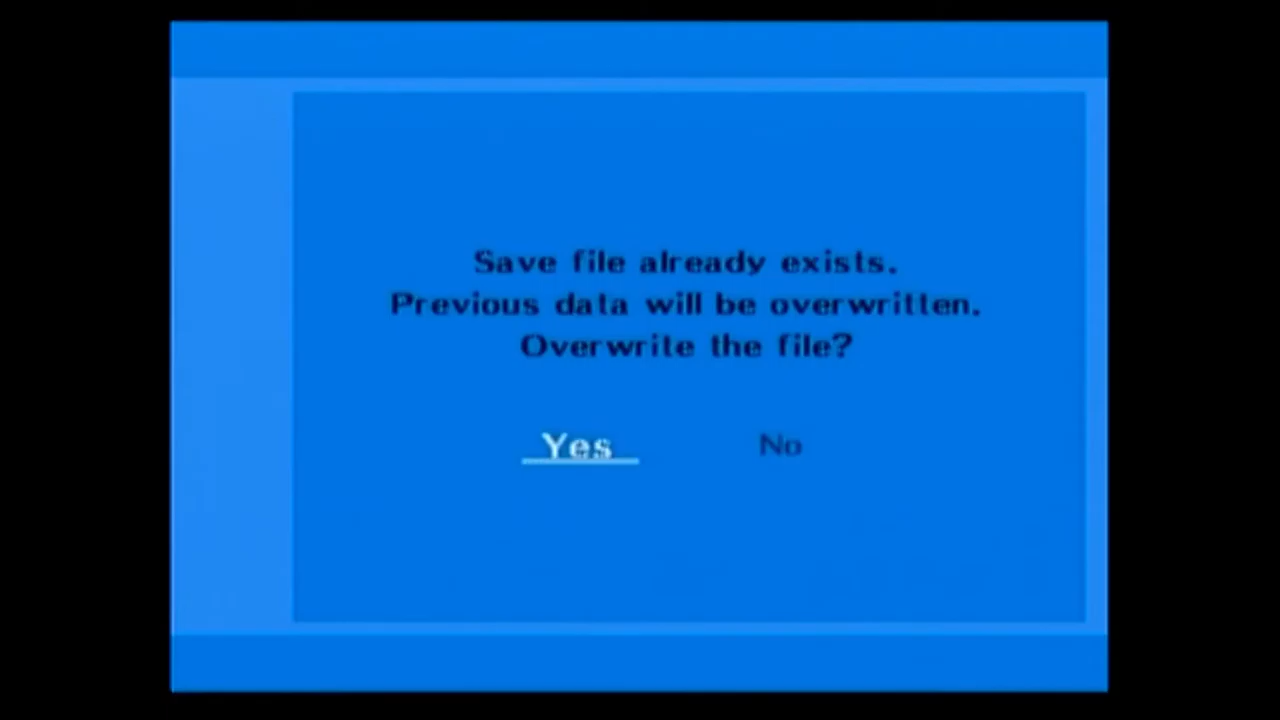 Save file already exists.
Previous data will be overwritten.
Overwrite the file?
Yes No